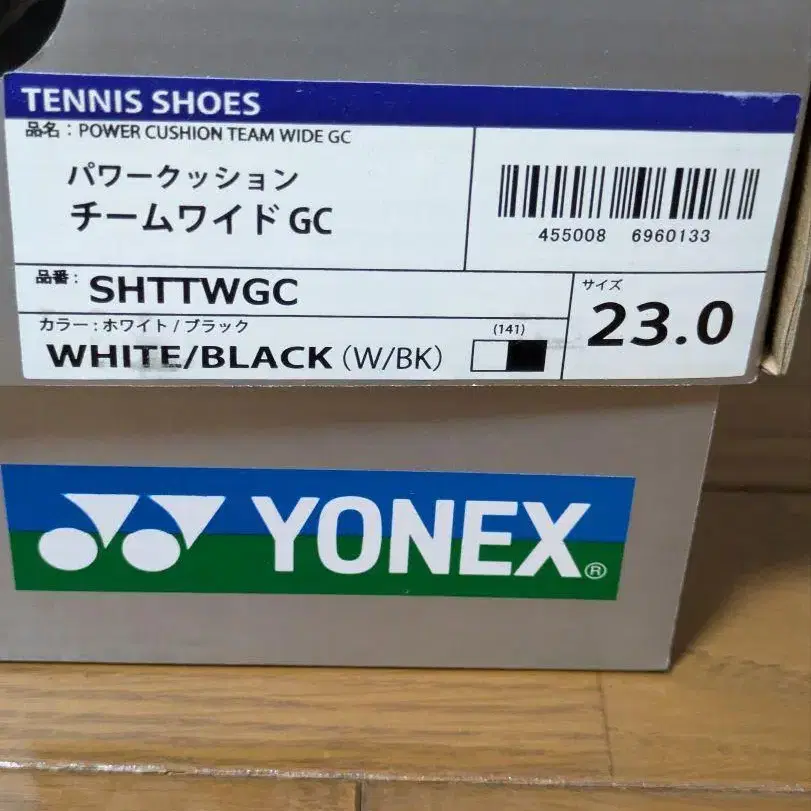 TENNIS SHOES
品名：POWER CUSHION TEAM WIDE GC
パワークッション
チームワイド GC
455008 6960133
品番：
SHTTWGC
サイズ
23.0
カラー：ホワイト / ブラック
(141)
WHITE/BLACK (W/BK)
YONEX®